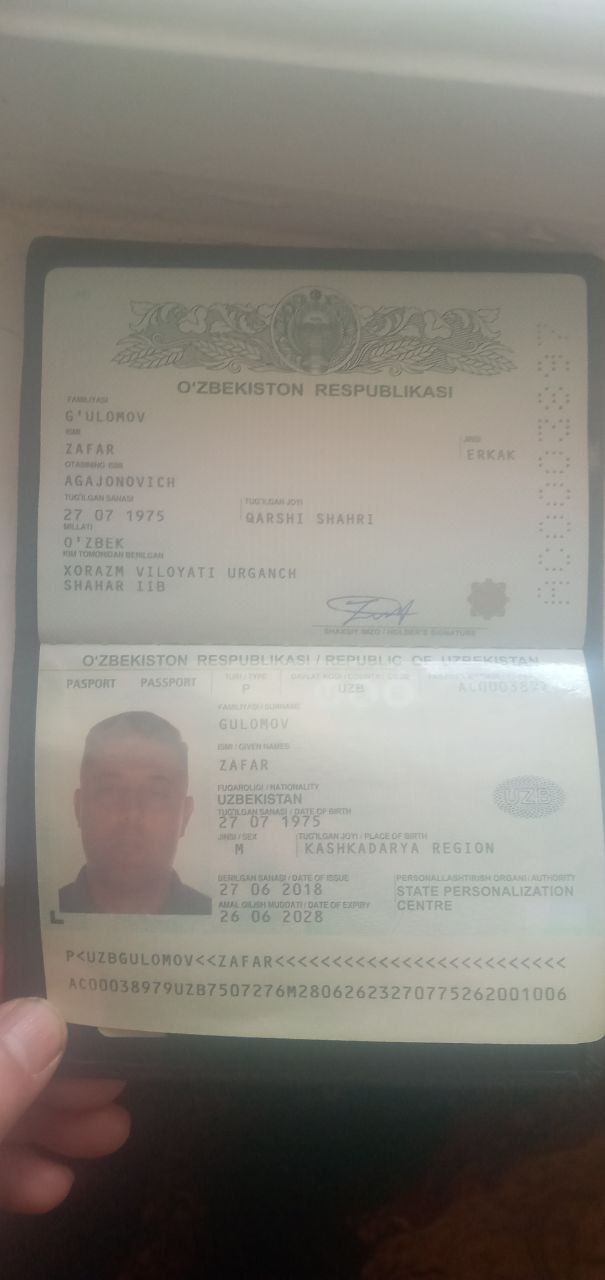 O'ZBEKISTON RESPUBLIKASI
FAMILIYASI
G'ULOMOV
ISMI
ZAFAR
JINSI
ERKAK
OTASINING ISMI
AGAJONOVICH
TUG'ILGAN SANASI
27 07 1975
TUG'ILGAN JOYI
QARSHI SHAHRI
MILLATI
O'ZBEK
KIM TOMONIDAN BERILGAN
XORAZM VILOYATI URGANCH
SHAHAR IIB
SHAXSIY IMZO / HOLDER'S SIGNATURE
O'ZBEKISTON RESPUBLIKASI / REPUBLIC OF UZBEKISTAN
PASPORT PASSPORT
TURI / TYPE
P
DAVLAT KODI / COUNTRY CODE
UZB
FAMILIYASI / SURNAME
GULOMOV
ISMI / GIVEN NAMES
ZAFAR
FUQAROLIGI / NATIONALITY
UZBEKISTAN
UZB
TUG'ILGAN SANASI / DATE OF BIRTH
27 07 1975
JINSI / SEX
M
TUG'ILGAN JOYI / PLACE OF BIRTH
KASHKADARYA REGION
BERILGAN SANASI / DATE OF ISSUE
27 06 2018
PERSONALLASHTIRISH ORGANI / AUTHORITY
STATE PERSONALIZATION
CENTRE
AMAL QILISH MUDDATI / DATE OF EXPIRY
26 06 2028
P<UZBGULOMOV<<ZAFAR<<<<<<<<<<<<<<<<<<<<<<<<<
AC00038979UZB7507276M28062623270775262001006